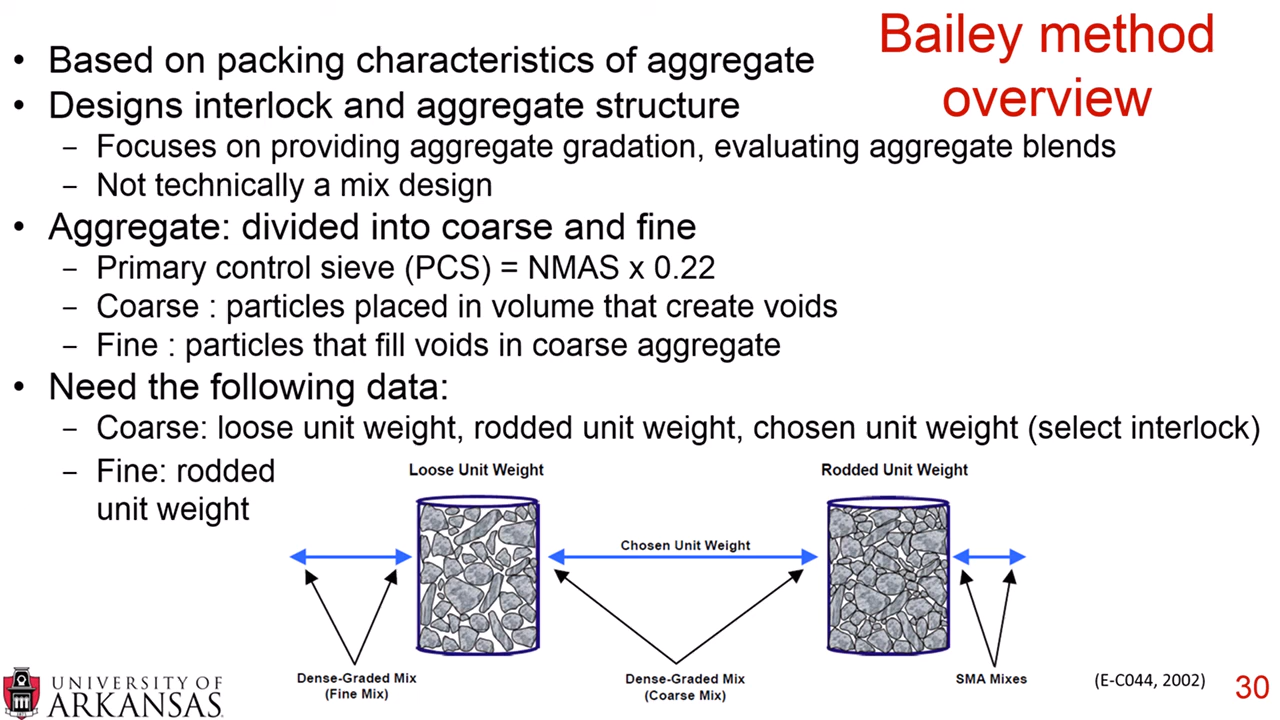 Bailey method
overview
• Based on packing characteristics of aggregate
• Designs interlock and aggregate structure
– Focuses on providing aggregate gradation, evaluating aggregate blends
– Not technically a mix design
• Aggregate: divided into coarse and fine
– Primary control sieve (PCS) = NMAS x 0.22
– Coarse : particles placed in volume that create voids
– Fine : particles that fill voids in coarse aggregate
• Need the following data:
– Coarse: loose unit weight, rodded unit weight, chosen unit weight (select interlock)
– Fine: rodded
unit weight
Loose Unit Weight
Rodded Unit Weight
Chosen Unit Weight
Dense-Graded Mix
(Fine Mix)
Dense-Graded Mix
(Coarse Mix)
SMA Mixes
(E-C044, 2002)
30
UNIVERSITY OF
ARKANSAS